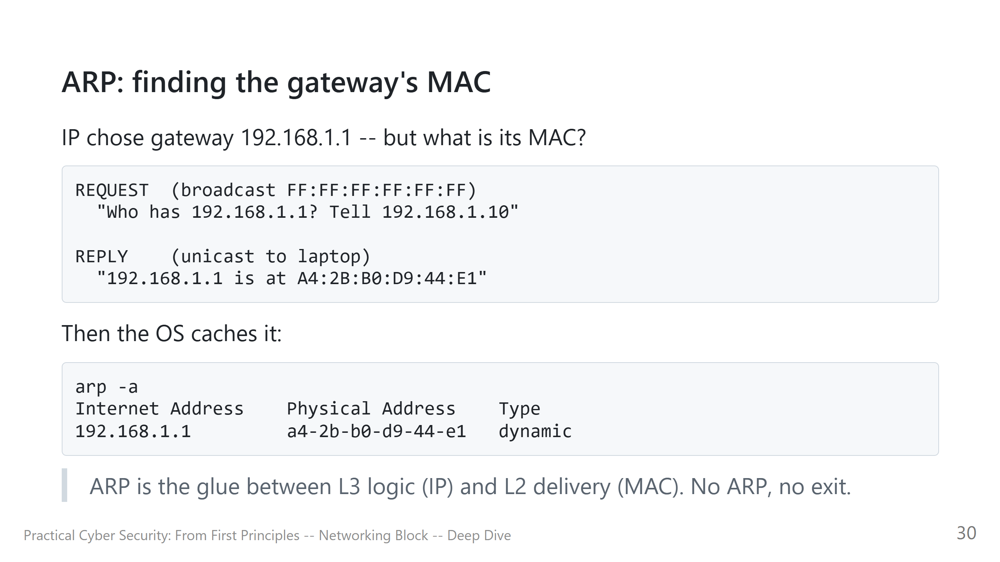 ARP: finding the gateway's MAC
IP chose gateway 192.168.1.1 -- but what is its MAC?
REQUEST  (broadcast FF:FF:FF:FF:FF:FF)
  "Who has 192.168.1.1? Tell 192.168.1.10"
REPLY    (unicast to laptop)
  "192.168.1.1 is at A4:2B:B0:D9:44:E1"
Then the OS caches it:
arp -a
Internet Address    Physical Address    Type
192.168.1.1         a4-2b-b0-d9-44-e1   dynamic
ARP is the glue between L3 logic (IP) and L2 delivery (MAC). No ARP, no exit.
Practical Cyber Security: From First Principles -- Networking Block -- Deep Dive
30